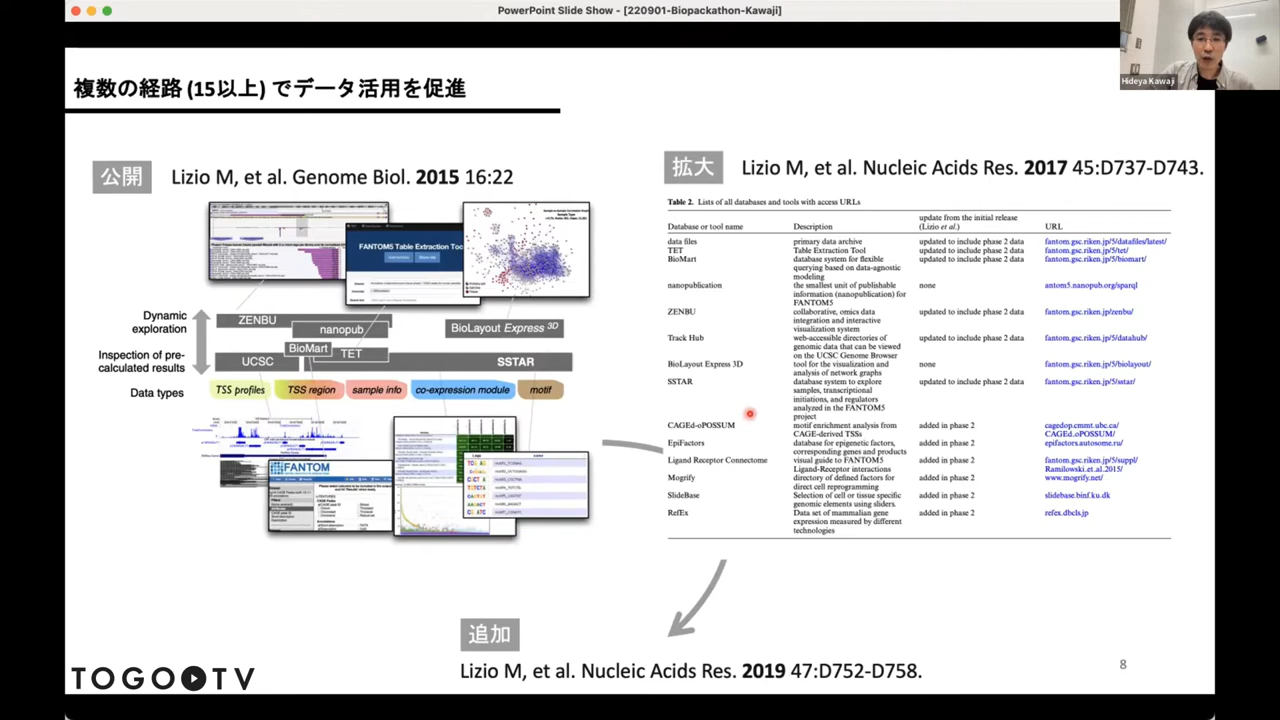 PowerPoint Slide Show - [220901-Biopackathon-Kawaji]
Hideya Kawaji
複数の経路 (15以上) でデータ活用を促進
公開
Lizio M, et al. Genome Biol. 2015 16:22
FANTOM5 Table Extraction Tool
Dynamic
exploration
Inspection of pre-
calculated results
Data types
ZENBU
nanopub
BioLayout Express 3D
BioMart
TET
UCSC
SSTAR
TSS profiles
TSS region
sample info
co-expression module
motif
FANTOM
拡大
Lizio M, et al. Nucleic Acids Res. 2017 45:D737-D743.
Table 2. Lists of all databases and tools with access URLs
Database or tool name Description update from the initial release (Lizio et al.) URL
data files primary data archive updated to include phase 2 data fantom.gsc.riken.jp/5/datafiles/latest/
TET Table Extraction Tool updated to include phase 2 data fantom.gsc.riken.jp/5/tet/
BioMart database system for flexible updated to include phase 2 data fantom.gsc.riken.jp/5/biomart/
querying based on data-agnostic
modeling
nanopublication the smallest unit of publishable none antom5.nanopub.org/sparql
information (nanopublication) for
FANTOM5
ZENBU collaborative, omics data updated to include phase 2 data fantom.gsc.riken.jp/5/zenbu/
integration and interactive
visualization system
Track Hub web-accessible directories of updated to include phase 2 data fantom.gsc.riken.jp/5/datahub/
genomic data that can be viewed
on the UCSC Genome Browser
BioLayout Express 3D tool for the visualization and none fantom.gsc.riken.jp/5/biolayout/
analysis of network graphs
SSTAR database system to explore updated to include phase 2 data fantom.gsc.riken.jp/5/sstar/
samples, transcriptional
initiations, and regulators
analyzed in the FANTOM5
project
CAGEd-oPOSSUM motif enrichment analysis from added in phase 2 cagedop.cmmt.ubc.ca/
CAGE-derived TSSs CAGEd.oPOSSUM/
EpiFactors database for epigenetic factors, added in phase 2 epifactors.autosome.ru/
corresponding genes and products
Ligand Receptor Connectome visual guide to FANTOM5 added in phase 2 fantom.gsc.riken.jp/5/suppl/
Ligand-Receptor interactions Ramilowski.et.al.2015/
Mogrify directory of defined factors for added in phase 2 www.mogrify.net/
direct cell reprogramming
SlideBase Selection of cell or tissue specific added in phase 2 slidebase.binf.ku.dk
genomic elements using sliders.
RefEx Data set of mammalian gene added in phase 2 refex.dbcls.jp
expression measured by different
technologies
追加
Lizio M, et al. Nucleic Acids Res. 2019 47:D752-D758.
8
TOGO TV